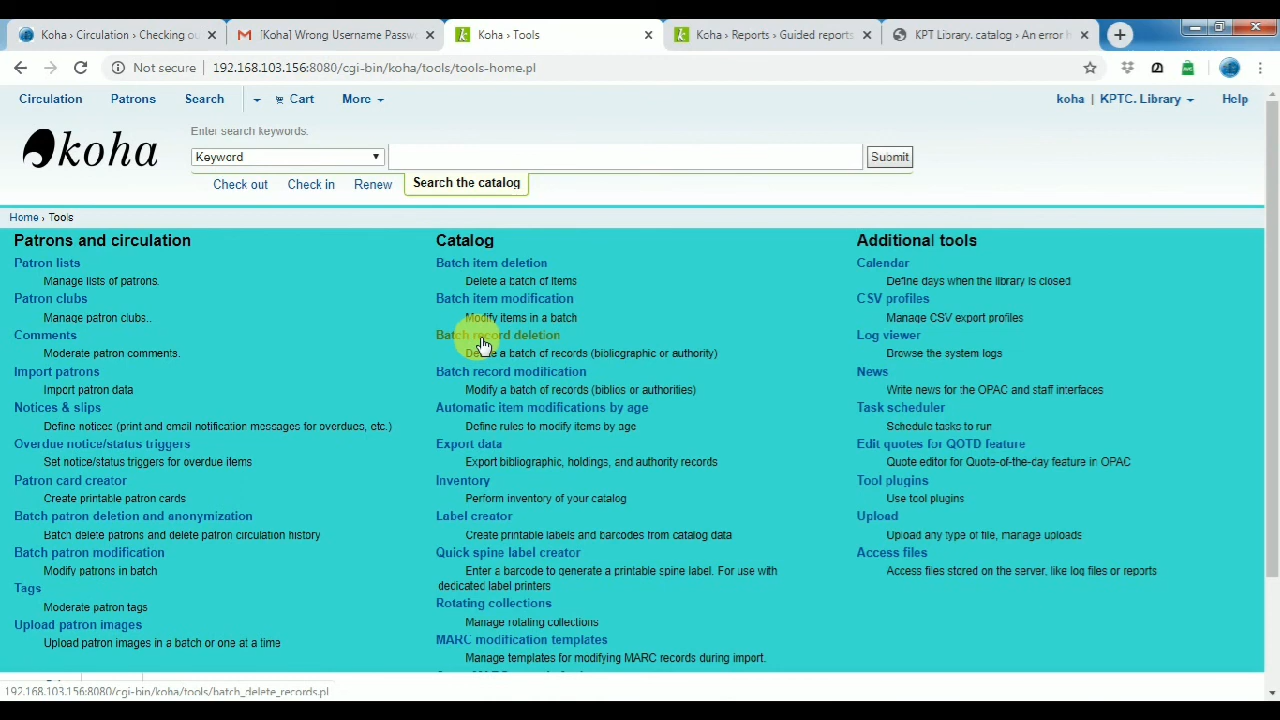 Koha › Circulation › Checking ou
[Koha] Wrong Username Passw
Koha › Tools
Koha › Reports › Guided reports
KPT Library. catalog › An error h
Not secure
192.168.103.156:8080/cgi-bin/koha/tools/tools-home.pl
Circulation
Patrons
Search
Cart
More
koha | KPTC. Library
Help
Enter search keywords:
koha
Keyword
Submit
Check out
Check in
Renew
Search the catalog
Home › Tools
Patrons and circulation
Patron lists
Manage lists of patrons.
Patron clubs
Manage patron clubs..
Comments
Moderate patron comments.
Import patrons
Import patron data
Notices & slips
Define notices (print and email notification messages for overdues, etc.)
Overdue notice/status triggers
Set notice/status triggers for overdue items
Patron card creator
Create printable patron cards
Batch patron deletion and anonymization
Batch delete patrons and delete patron circulation history
Batch patron modification
Modify patrons in batch
Tags
Moderate patron tags
Upload patron images
Upload patron images in a batch or one at a time
Catalog
Batch item deletion
Delete a batch of items
Batch item modification
Modify items in a batch
Batch record deletion
Delete a batch of records (bibliographic or authority)
Batch record modification
Modify a batch of records (biblios or authorities)
Automatic item modifications by age
Define rules to modify items by age
Export data
Export bibliographic, holdings, and authority records
Inventory
Perform inventory of your catalog
Label creator
Create printable labels and barcodes from catalog data
Quick spine label creator
Enter a barcode to generate a printable spine label. For use with
dedicated label printers
Rotating collections
Manage rotating collections
MARC modification templates
Manage templates for modifying MARC records during import.
Additional tools
Calendar
Define days when the library is closed
CSV profiles
Manage CSV export profiles
Log viewer
Browse the system logs
News
Write news for the OPAC and staff interfaces
Task scheduler
Schedule tasks to run
Edit quotes for QOTD feature
Quote editor for Quote-of-the-day feature in OPAC
Tool plugins
Use tool plugins
Upload
Upload any type of file, manage uploads
Access files
Access files stored on the server, like log files or reports
192.168.103.156:8080/cgi-bin/koha/tools/batch_delete_records.pl